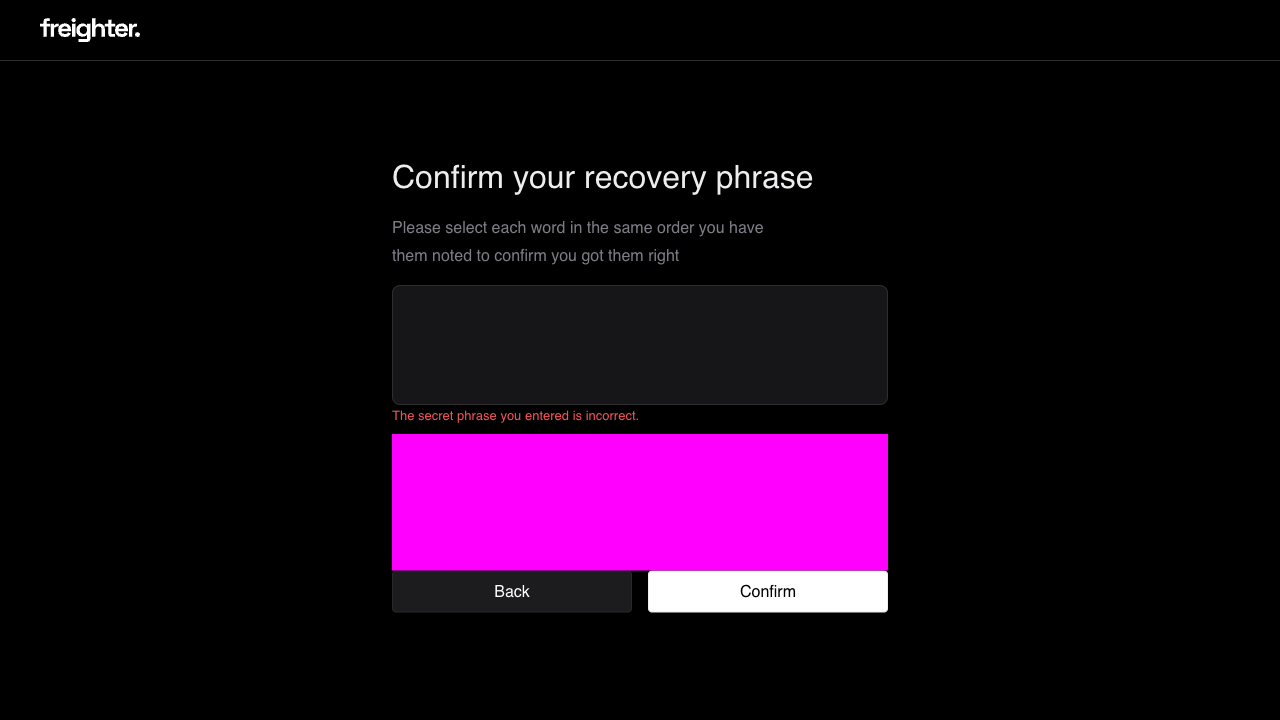 freighter.
Confirm your recovery phrase
Please select each word in the same order you have
them noted to confirm you got them right
The secret phrase you entered is incorrect.
Back
Confirm